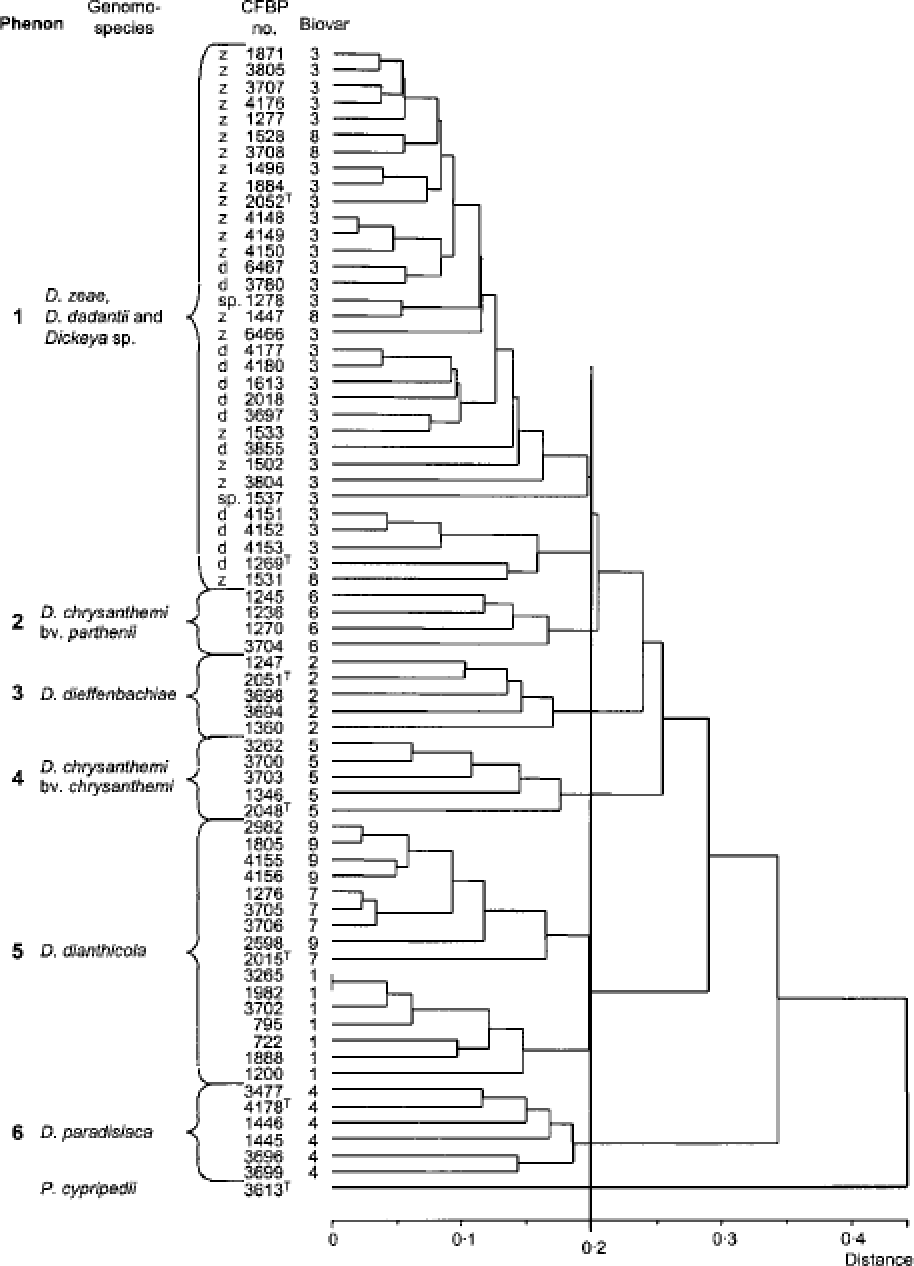 Phenon Genomo-species CFBP no. Biovar
z 1871 3
z 3805 3
z 3707 3
z 4176 3
z 1277 3
z 1528 8
z 3708 8
z 1496 3
z 1884 3
z 2052T 3
z 4148 3
z 4149 3
z 4150 3
d 6467 3
d 3780 3
sp. 1278 3
1 D. zeae, D. dadantii and Dickeya sp.
z 1447 8
z 6466 3
d 4177 3
d 4180 3
d 1613 3
d 2018 3
d 3697 3
z 1533 3
d 3855 3
z 1502 3
z 3804 3
sp. 1537 3
d 4151 3
d 4152 3
d 4153 3
d 1269T 3
z 1531 8
1245 6
1236 6
2 D. chrysanthemi bv. parthenii
1270 6
3704 6
1247 2
2051T 2
3 D. dieffenbachiae
3698 2
3694 2
1360 2
3262 5
3700 5
4 D. chrysanthemi bv. chrysanthemi
3703 5
1346 5
2048T 5
2982 9
1805 9
4155 9
4156 9
1276 7
3705 7
3706 7
2598 9
5 D. dianthicola
2015T 7
3265 1
1982 1
3702 1
795 1
722 1
1888 1
1200 1
3477 4
4178T 4
1446 4
6 D. paradisiaca
1445 4
3696 4
3699 4
P. cypripedii 3613T
0 0·1 0·2 0·3 0·4
Distance